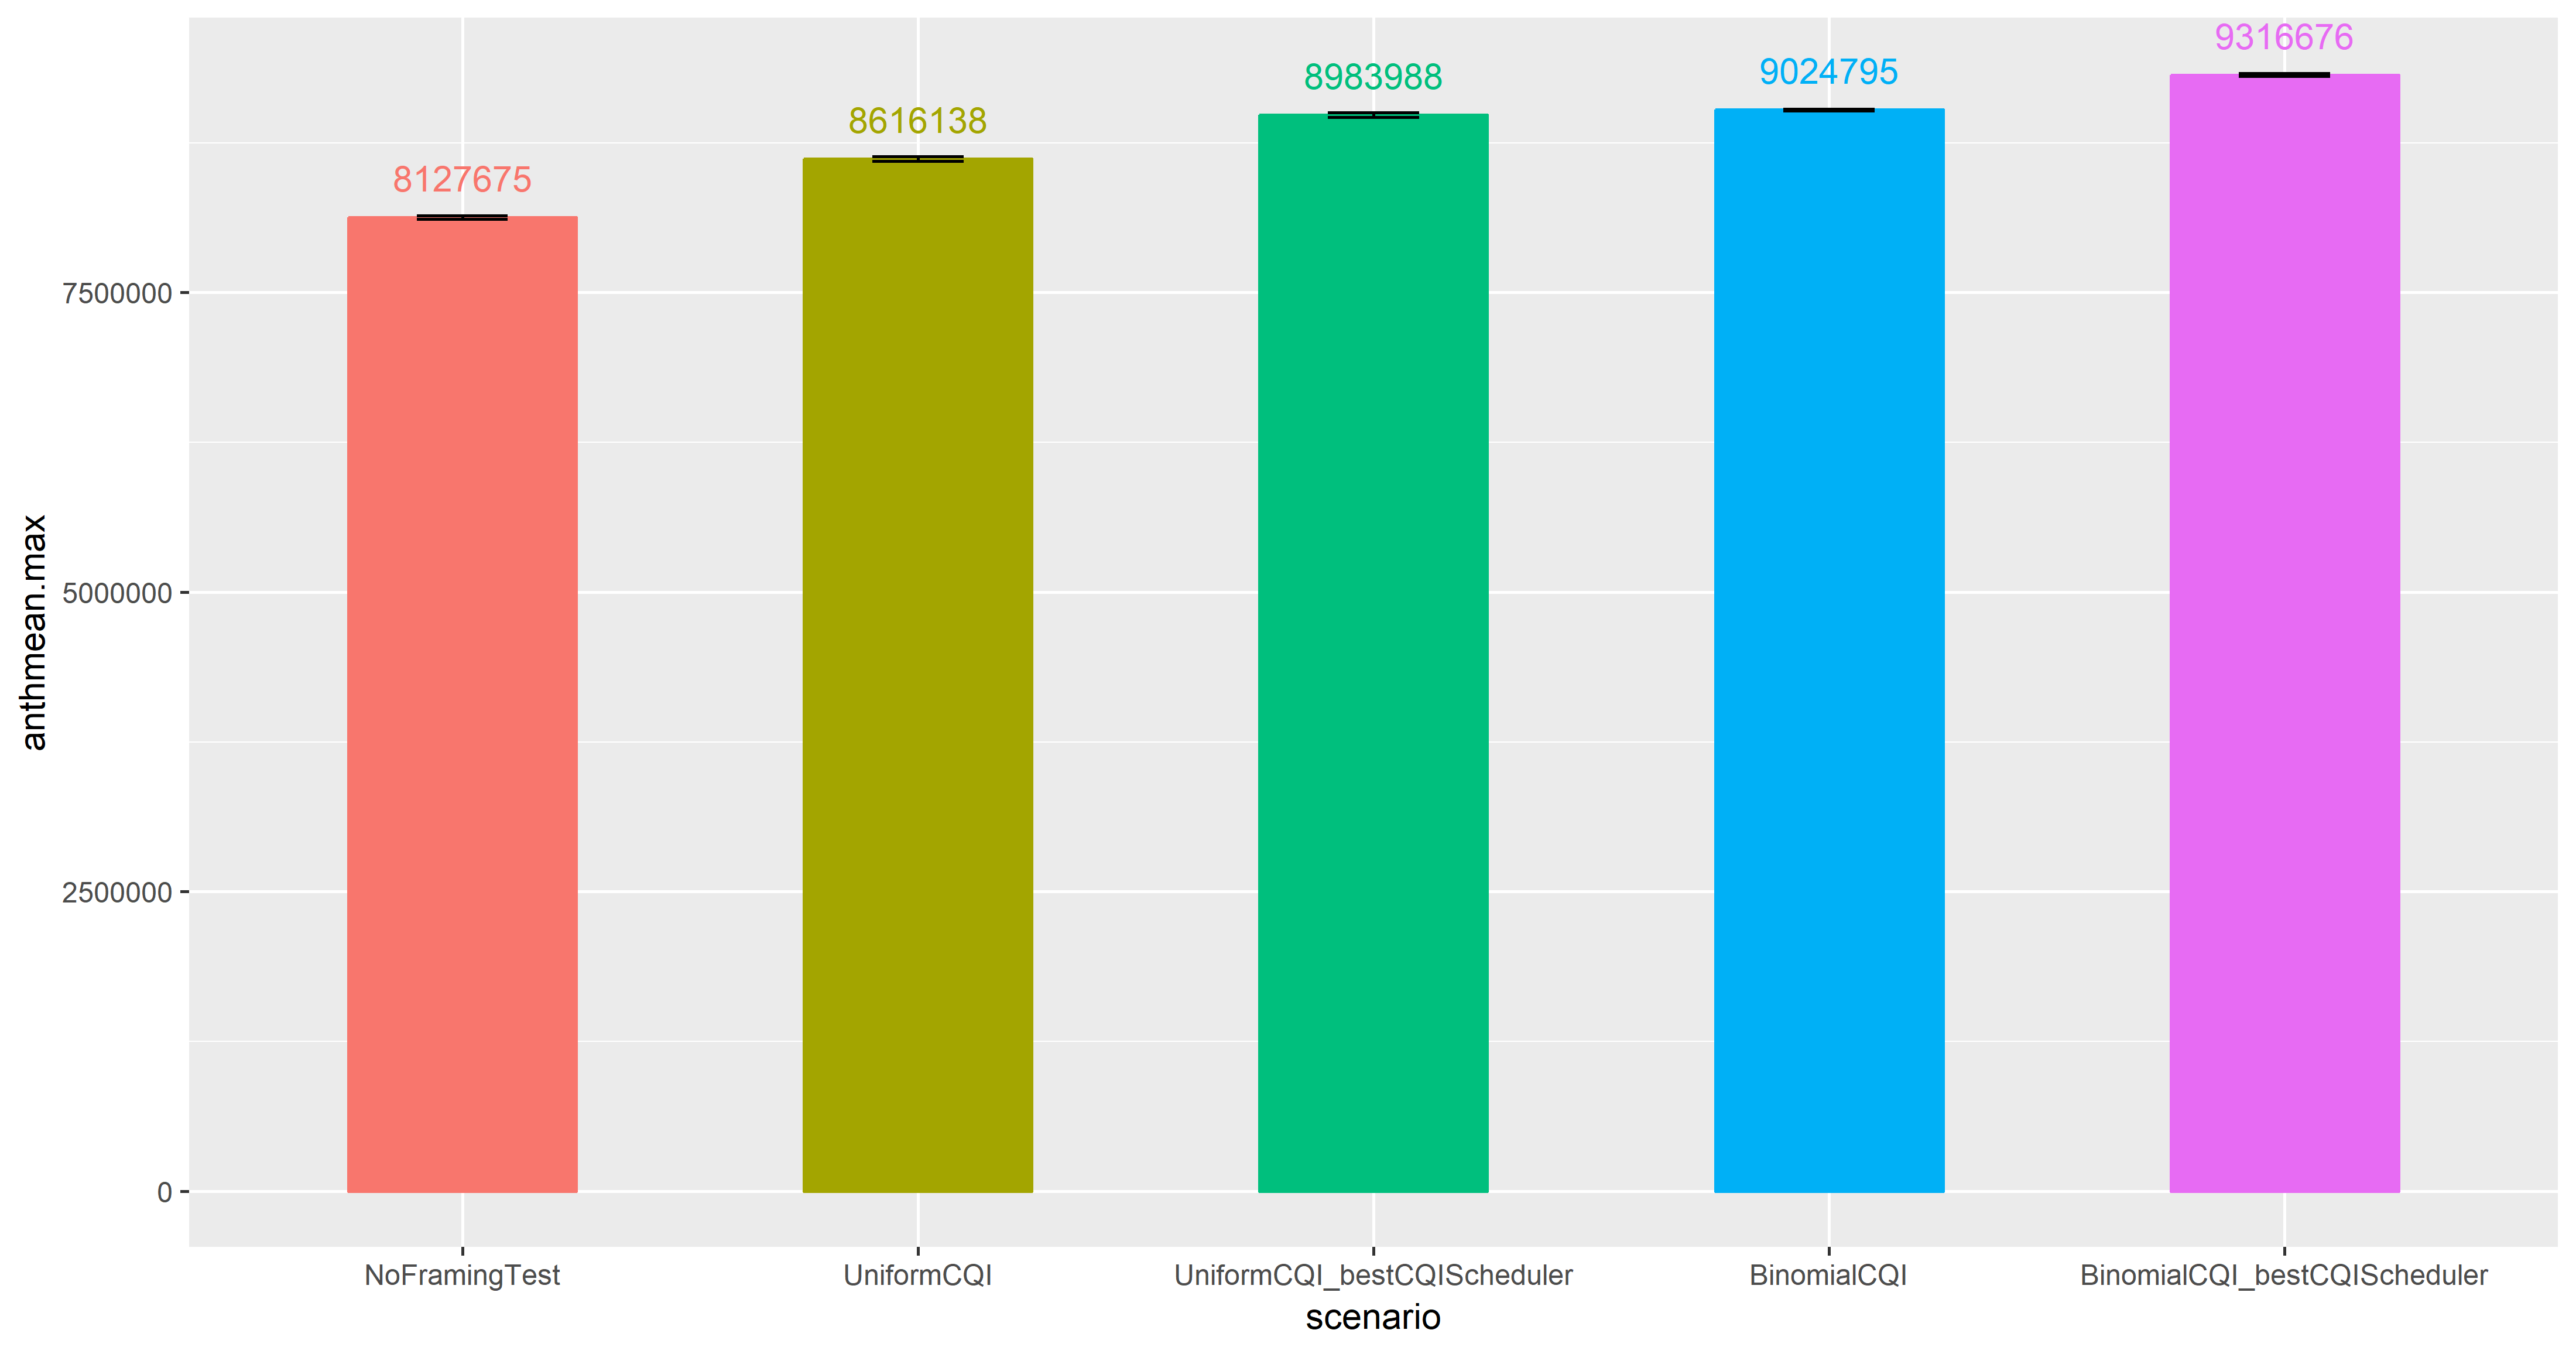 9316676
9024795
8983988
8616138
8127675
7500000
5000000
2500000
0
anthmean.max
NoFramingTest
UniformCQI
UniformCQI_bestCQIScheduler
BinomialCQI
BinomialCQI_bestCQIScheduler
scenario